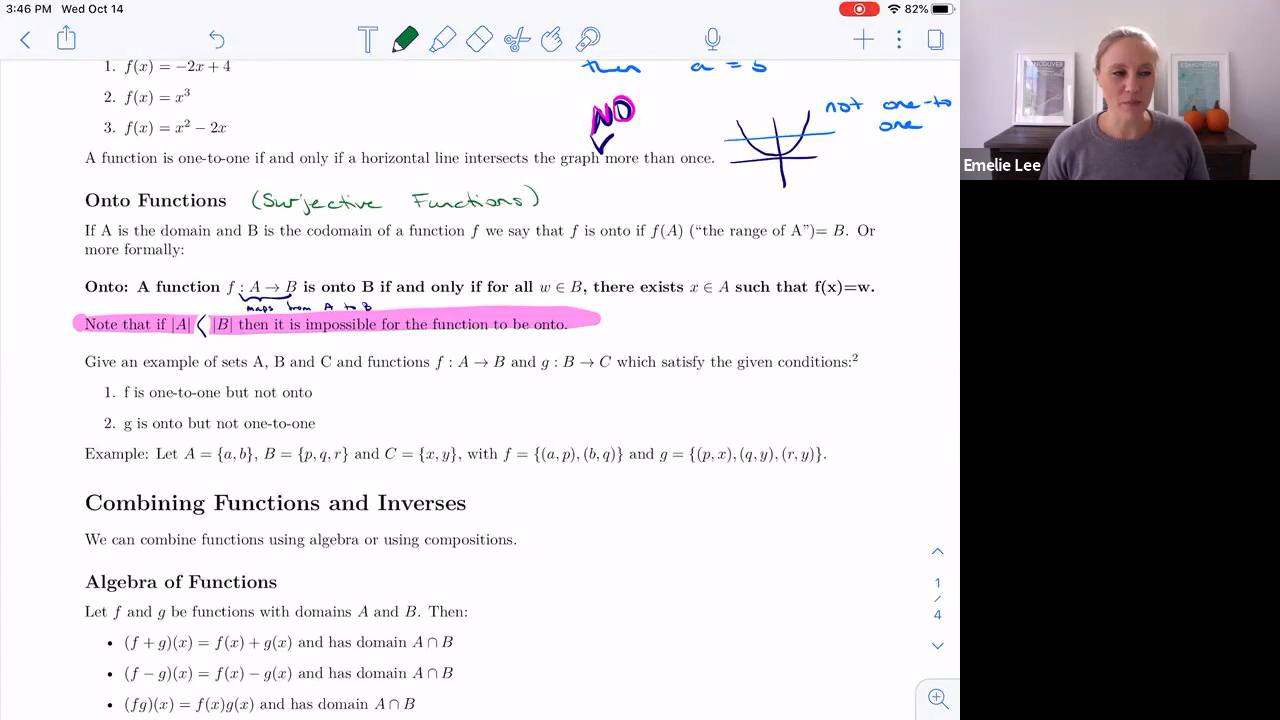 3:46 PM Wed Oct 14
82%
1. f(x) = −2x + 4
then a = b
2. f(x) = x³
NO
not one-to
one
3. f(x) = x² − 2x
A function is one-to-one if and only if a horizontal line intersects the graph more than once.
VANCOUVER
EDMONTON
Emelie Lee
Onto Functions (Surjective Functions)
If A is the domain and B is the codomain of a function f we say that f is onto if f(A) (“the range of A”)= B. Or
more formally:
Onto: A function f : A → B is onto B if and only if for all w ∈ B, there exists x ∈ A such that f(x)=w.
maps from A to B
Note that if |A| < |B| then it is impossible for the function to be onto.
Give an example of sets A, B and C and functions f : A → B and g : B → C which satisfy the given conditions:²
1. f is one-to-one but not onto
2. g is onto but not one-to-one
Example: Let A = {a, b}, B = {p, q, r} and C = {x, y}, with f = {(a, p), (b, q)} and g = {(p, x), (q, y), (r, y)}.
Combining Functions and Inverses
We can combine functions using algebra or using compositions.
Algebra of Functions
Let f and g be functions with domains A and B. Then:
• (f + g)(x) = f(x) + g(x) and has domain A ∩ B
• (f − g)(x) = f(x) − g(x) and has domain A ∩ B
• (fg)(x) = f(x)g(x) and has domain A ∩ B
1
/
4